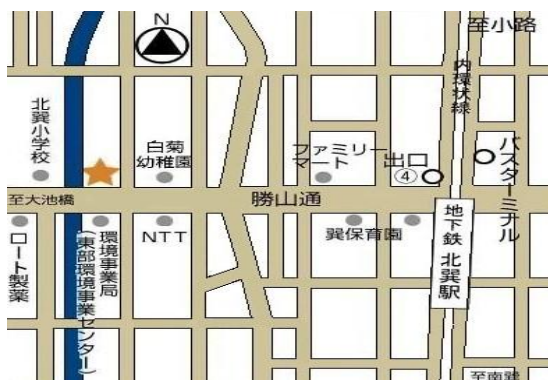 N
至小路
内環状線
北巽小学校
白菊
幼稚園
ファミリー
マート
出口
④
バスターミナル
至大池橋
勝山通
ロート製薬
環境事業局
(東部環境事業センター)
NTT
巽保育園
地下鉄 北巽駅
至南巽